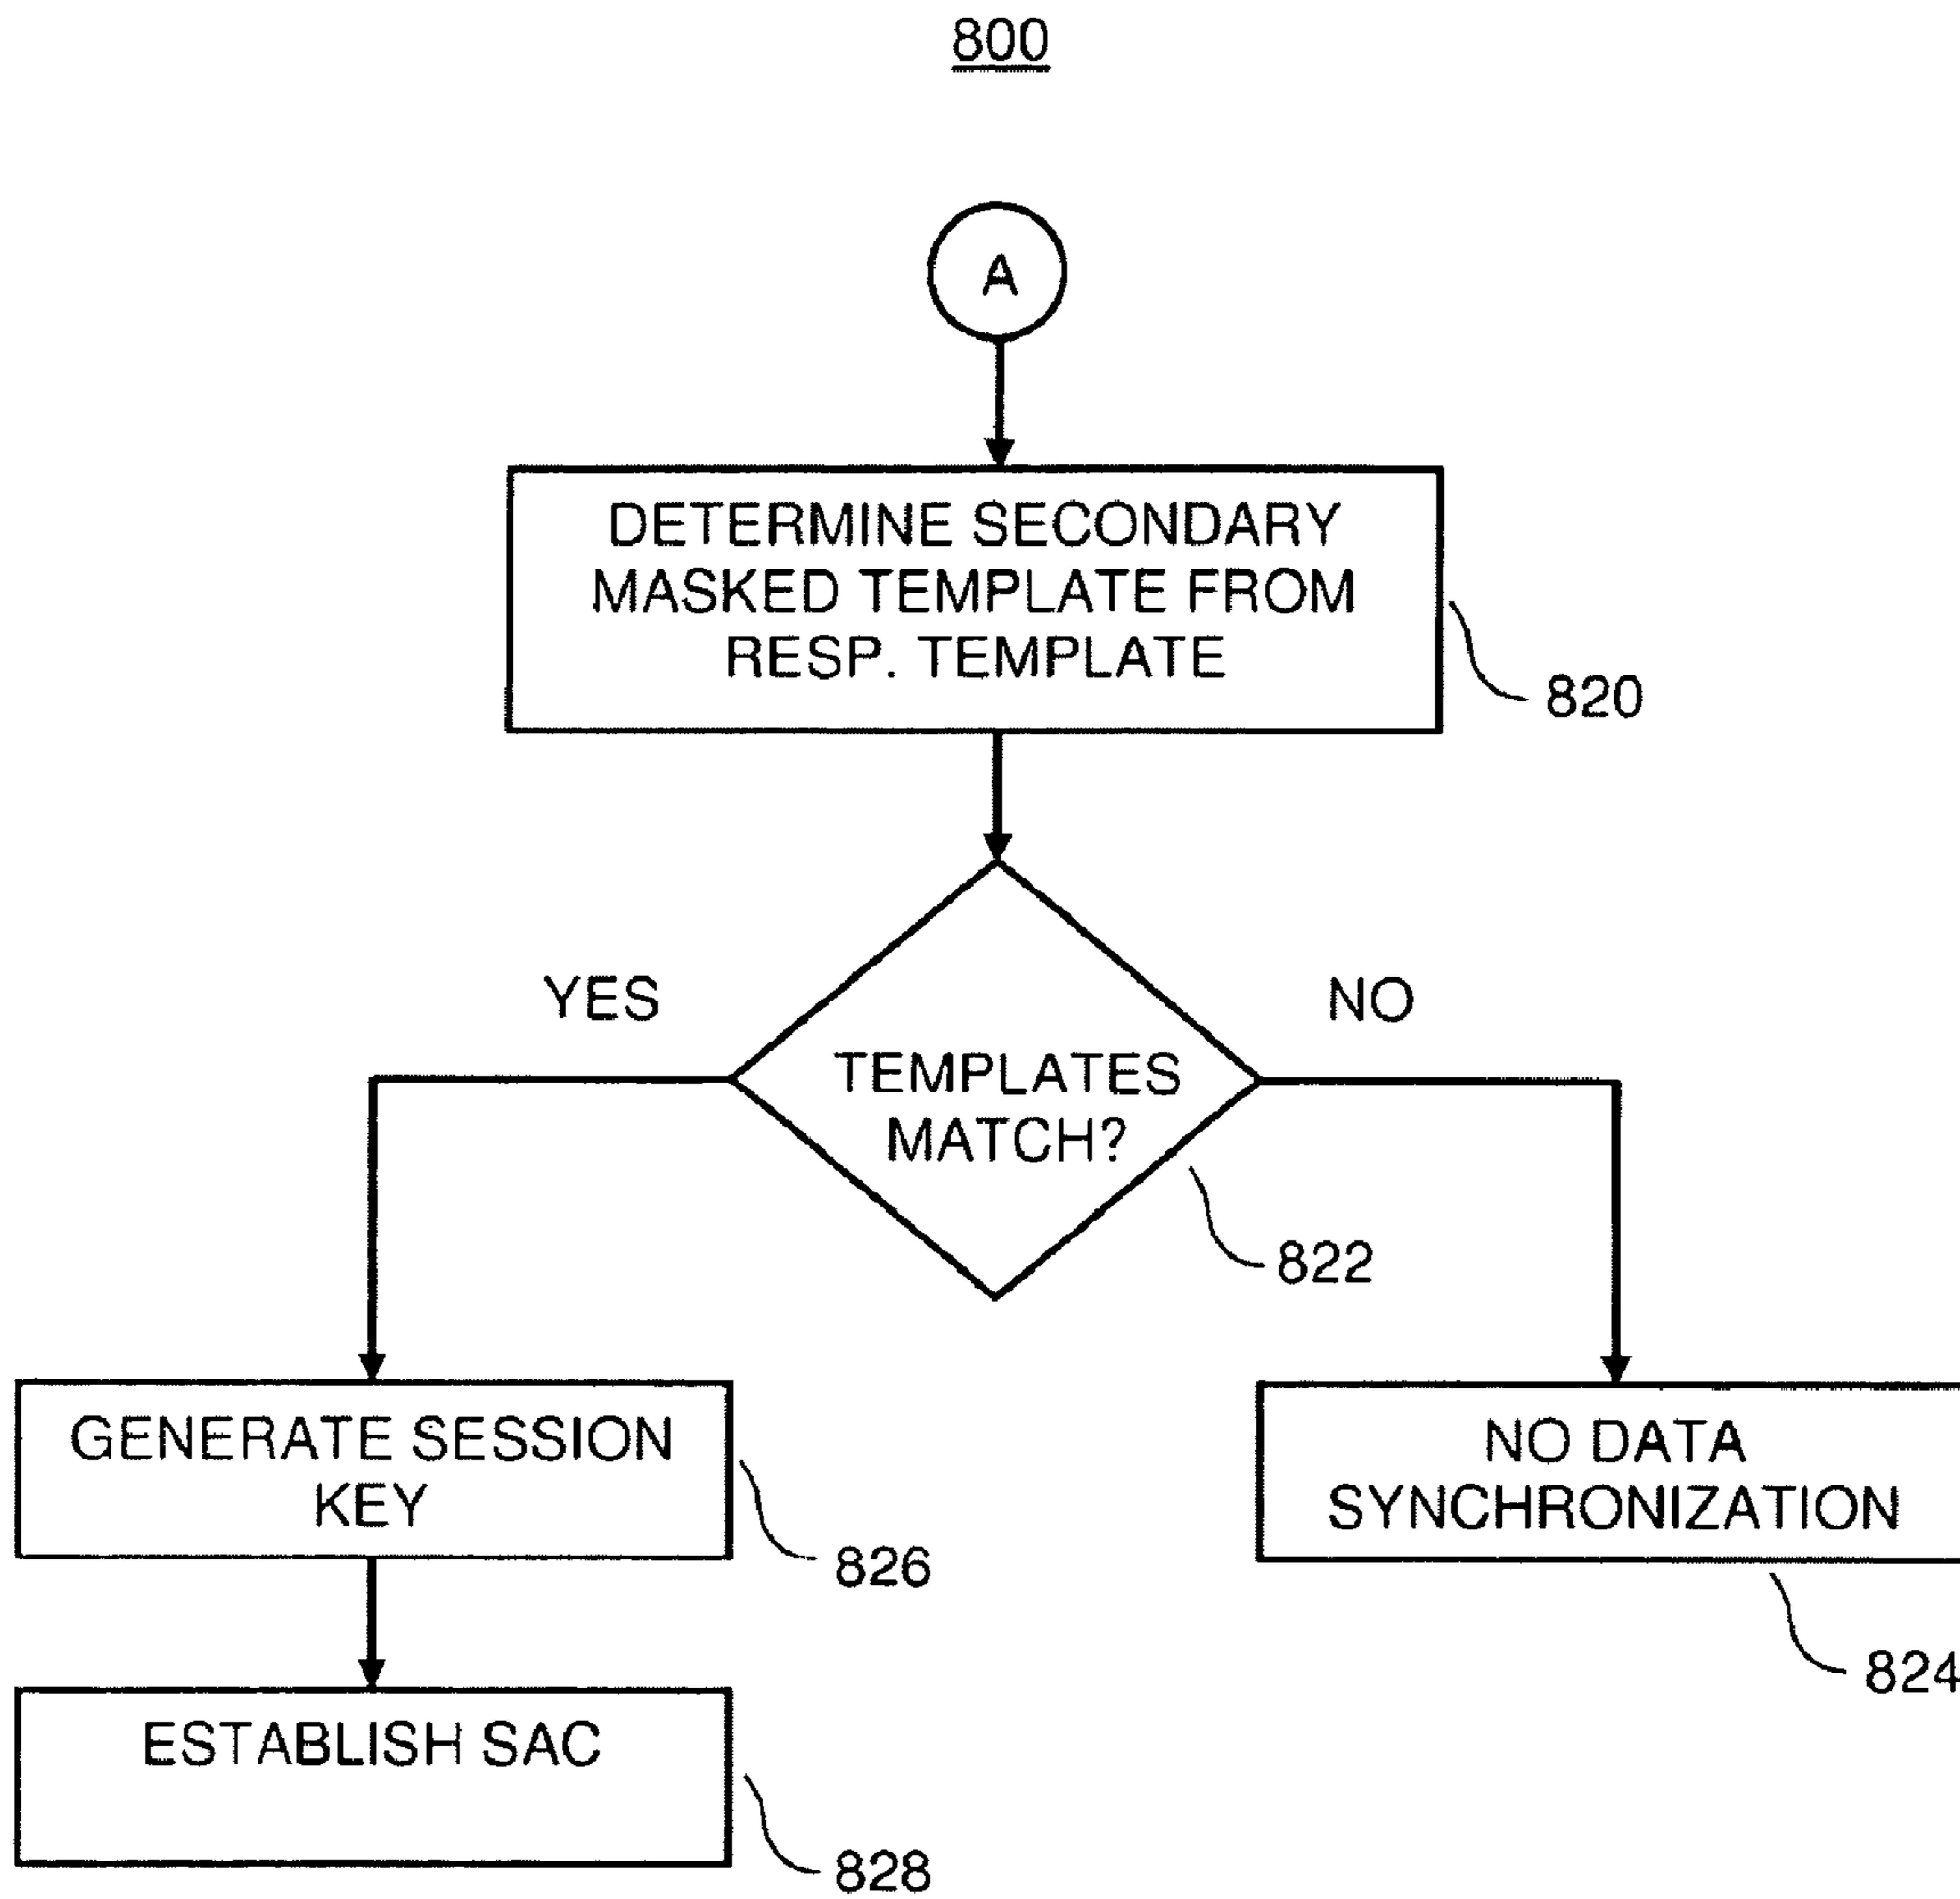 800
A
DETERMINE SECONDARY
MASKED TEMPLATE FROM
RESP. TEMPLATE
820
YES
NO
TEMPLATES
MATCH?
822
GENERATE SESSION
KEY
826
NO DATA
SYNCHRONIZATION
824
ESTABLISH SAC
828